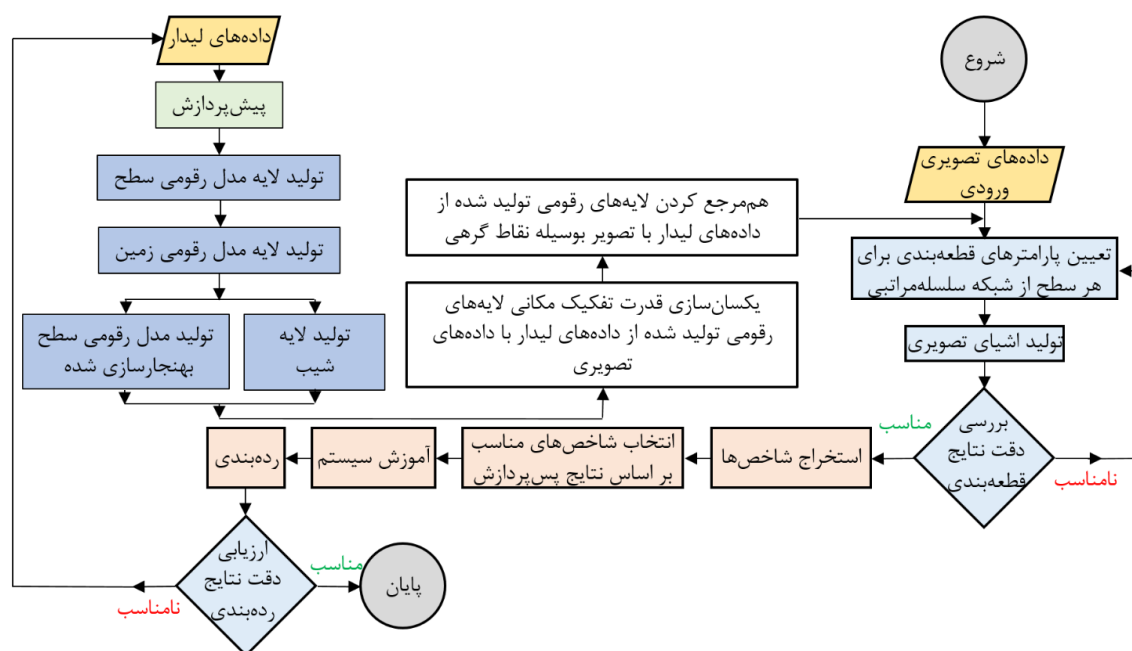 شروع
داده‌های تصویری
ورودی
تعیین پارامترهای قطعه‌بندی برای
هر سطح از شبکه سلسله‌مراتبی
تولید اشیای تصویری
بررسی
دقت نتایج
قطعه‌بندی
مناسب
نامناسب
داده‌های لیدار
پیش‌پردازش
تولید لایه مدل رقومی سطح
تولید لایه مدل رقومی زمین
تولید لایه
شیب
تولید مدل رقومی سطح
بهنجارسازی شده
یکسان‌سازی قدرت تفکیک مکانی لایه‌های
رقومی تولید شده از داده‌های لیدار با داده‌های
تصویری
هم‌مرجع کردن لایه‌های رقومی تولید شده از
داده‌های لیدار با تصویر بوسیله نقاط گرهی
استخراج شاخص‌ها
انتخاب شاخص‌های مناسب
بر اساس نتایج پس‌پردازش
آموزش سیستم
رده‌بندی
ارزیابی
دقت نتایج
رده‌بندی
مناسب
نامناسب
پایان